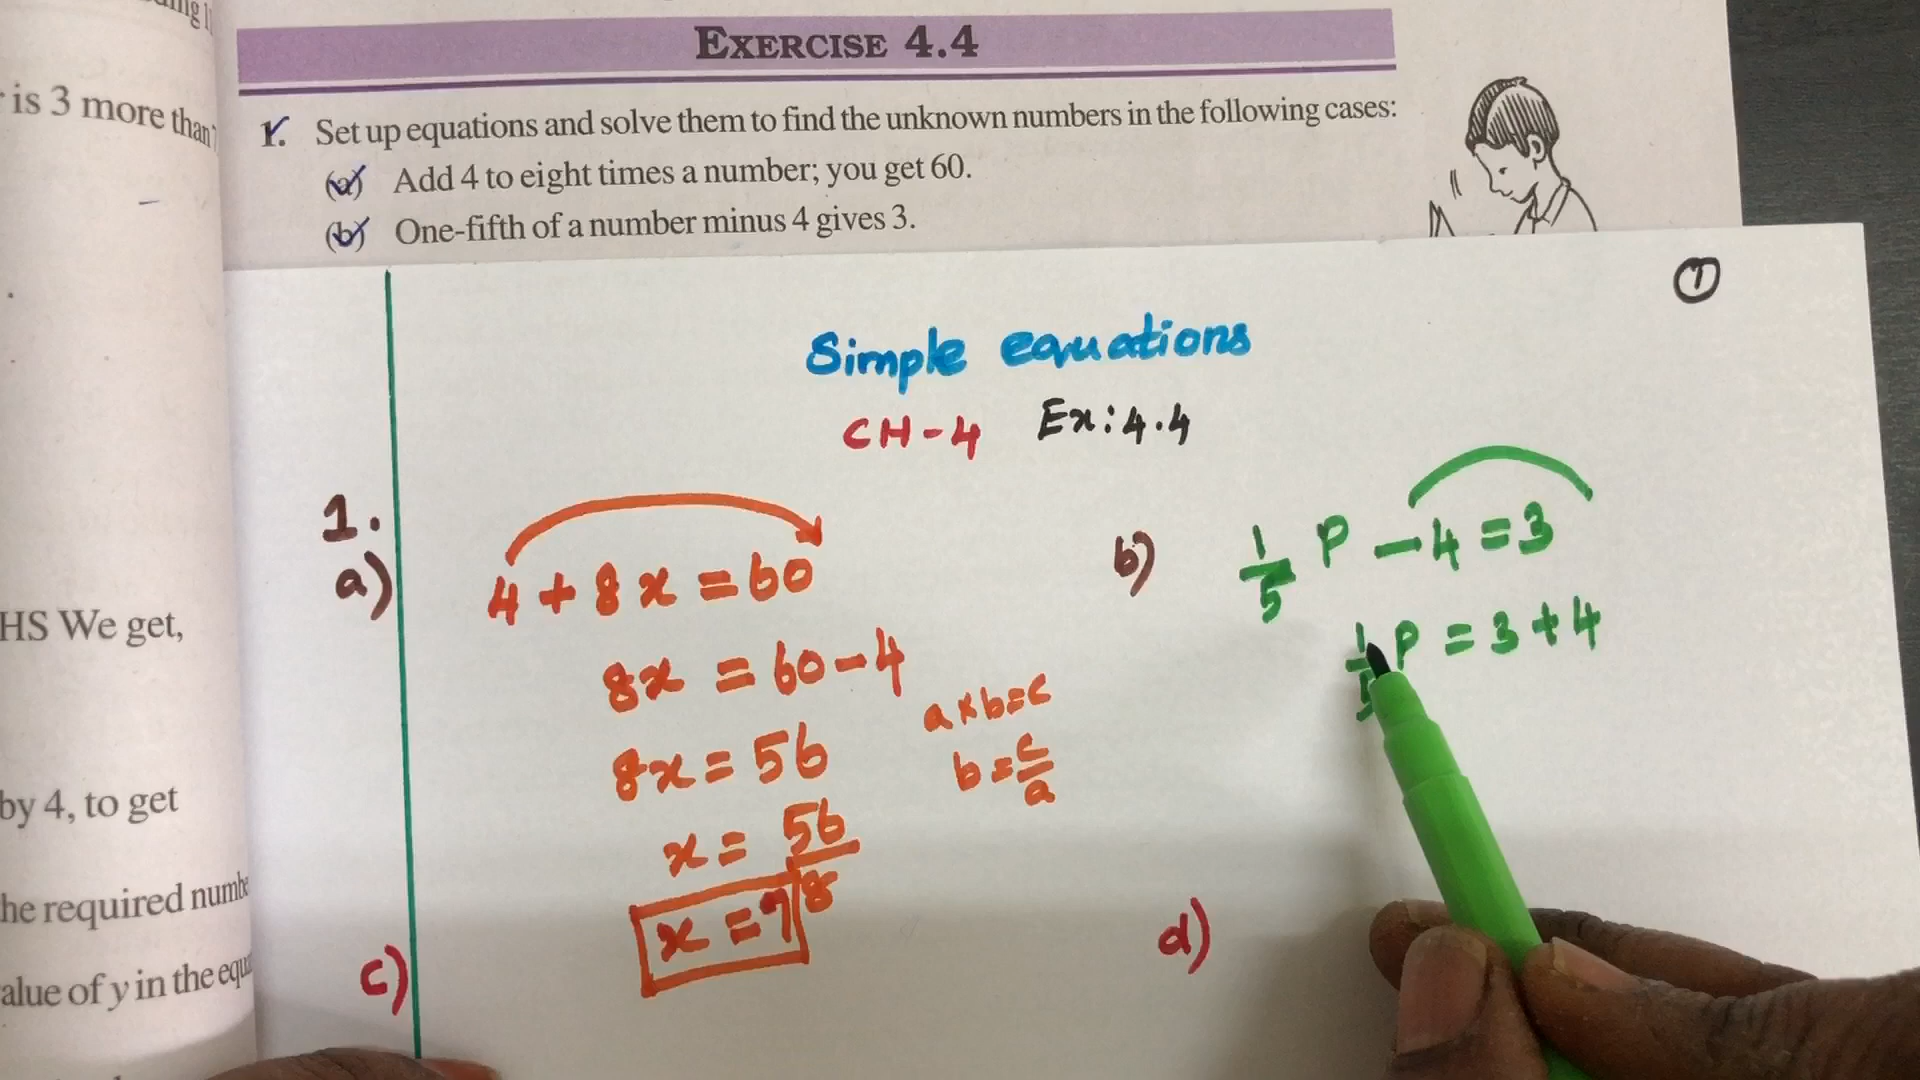 is 3 more than
HS We get,
by 4, to get
he required
alue of y in the
EXERCISE 4.4
1. Set up equations and solve them to find the unknown numbers in the following cases:
(a) Add 4 to eight times a number; you get 60.
(b) One-fifth of a number minus 4 gives 3.
1
Simple equations
CH-4 Ex: 4.4
1.
a)
4 + 8x = 60
8x = 60 - 4
8x = 56
x = 56/8
x = 7
a × b = c
b = c/a
b)
1/5 P - 4 = 3
1/5 P = 3 + 4
c)
d)